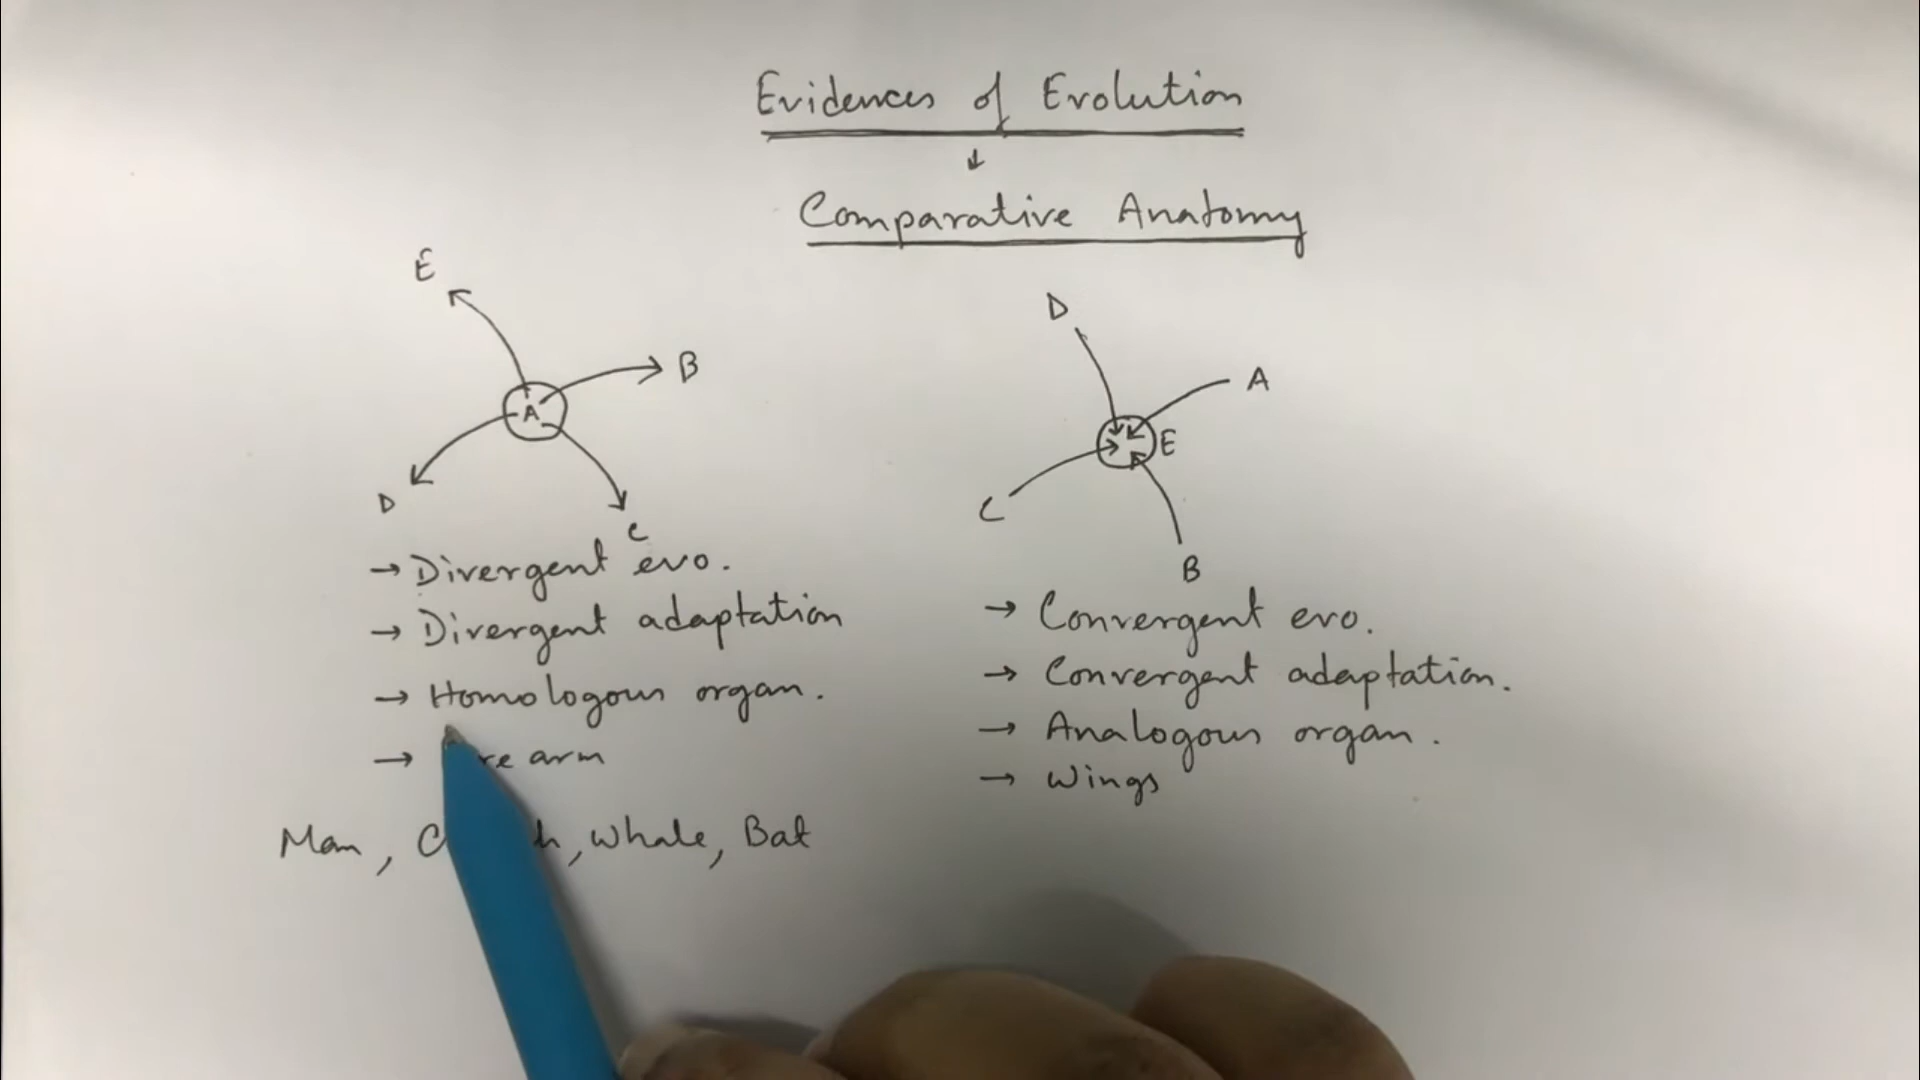 Evidences of Evolution
↓
Comparative Anatomy
E
B
A
D
C
→ Divergent evo.
→ Divergent adaptation
→ Homologous organ.
→ arm
Man, Whale, Bat
D
A
E
C
B
→ Convergent evo.
→ Convergent adaptation.
→ Analogous organ.
→ Wings